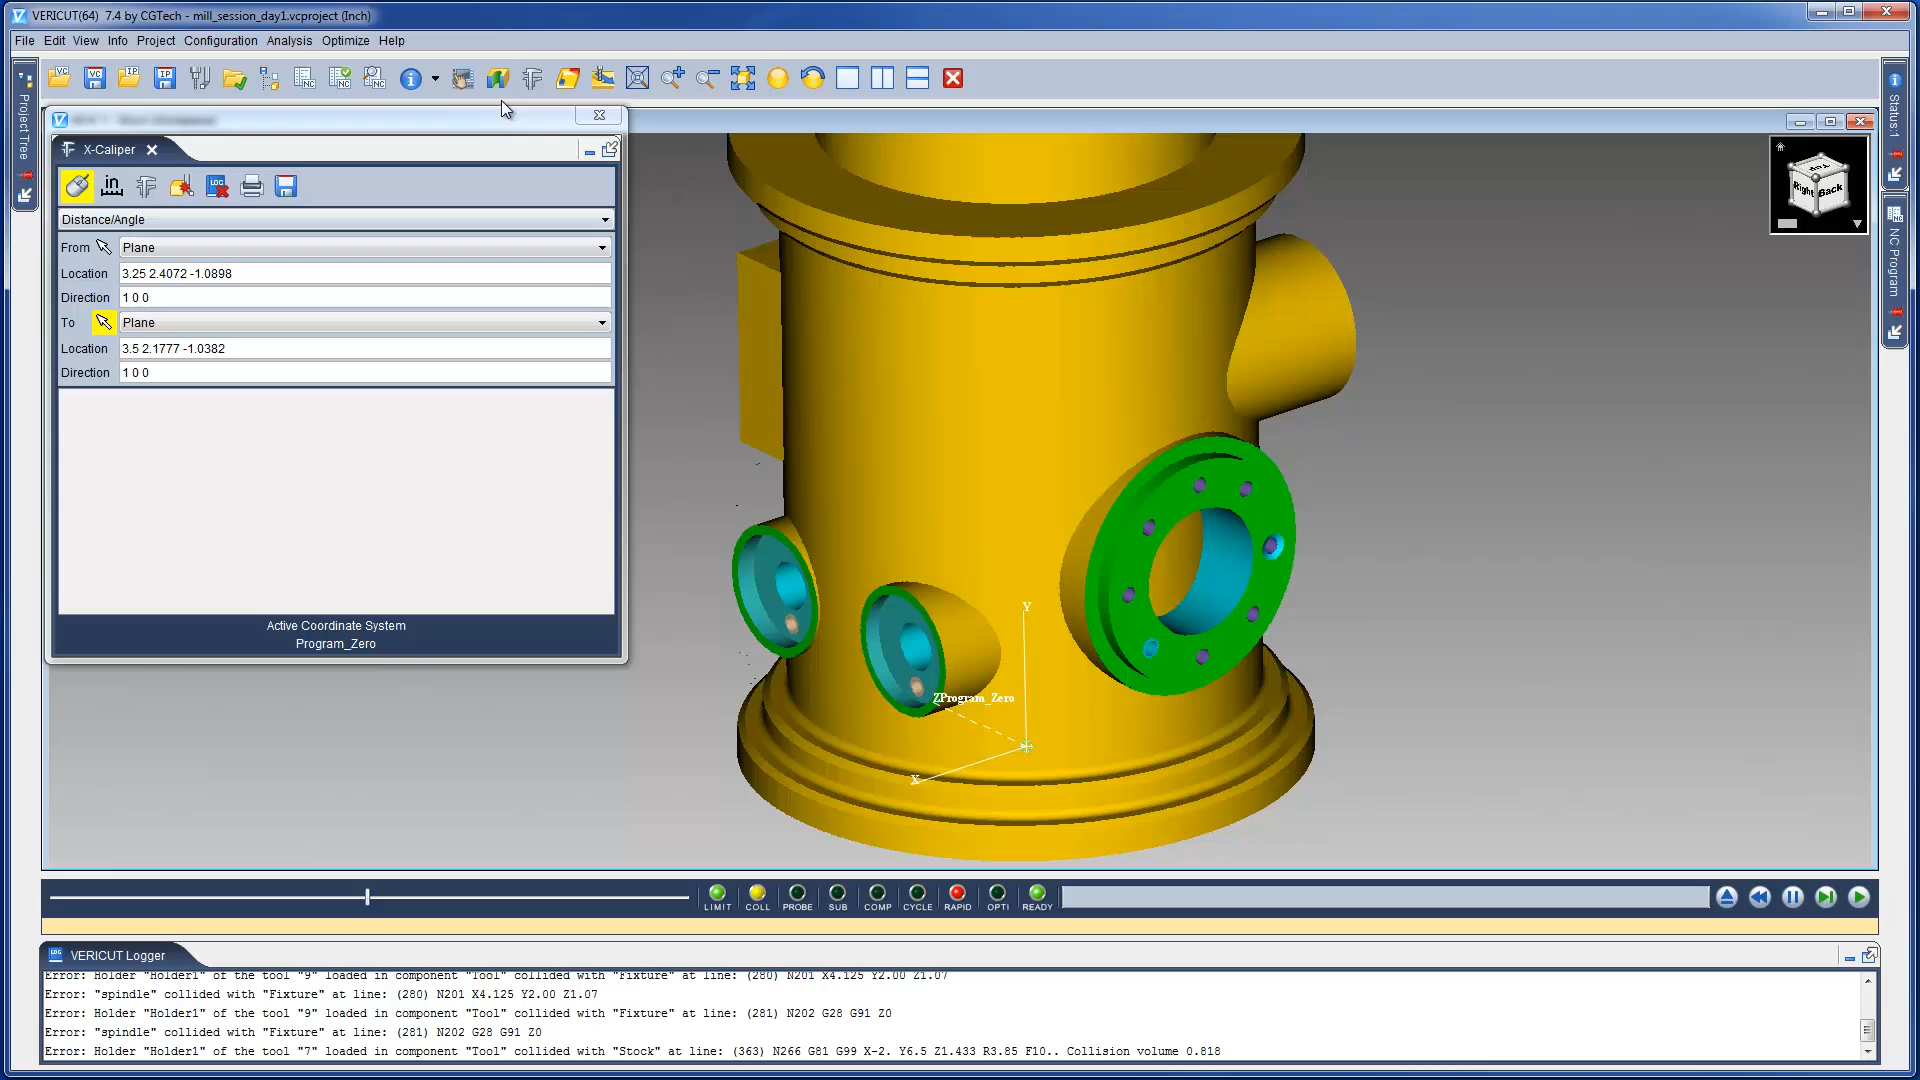 VERICUT(64) 7.4 by CGTech - mill_session_day1.vcproject (Inch)
File Edit View Info Project Configuration Analysis Optimize Help
Project Tree
X-Caliper
in
LOG
Distance/Angle
From Plane
Location 3.25 2.4072 -1.0898
Direction 1 0 0
To Plane
Location 3.5 2.1777 -1.0382
Direction 1 0 0
Active Coordinate System
Program_Zero
Right Back
Status:1
NC Program
Y
ZProgram_Zero
X
LIMIT COLL PROBE SUB COMP CYCLE RAPID OPTI READY
VERICUT Logger
Error: Holder "Holder1" of the tool "9" loaded in component "Tool" collided with "Fixture" at line: (280) N201 X4.125 Y2.00 Z1.07
Error: "spindle" collided with "Fixture" at line: (280) N201 X4.125 Y2.00 Z1.07
Error: Holder "Holder1" of the tool "9" loaded in component "Tool" collided with "Fixture" at line: (281) N202 G28 G91 Z0
Error: "spindle" collided with "Fixture" at line: (281) N202 G28 G91 Z0
Error: Holder "Holder1" of the tool "7" loaded in component "Tool" collided with "Stock" at line: (363) N266 G81 G99 X-2. Y6.5 Z1.433 R3.85 F10.. Collision volume 0.818